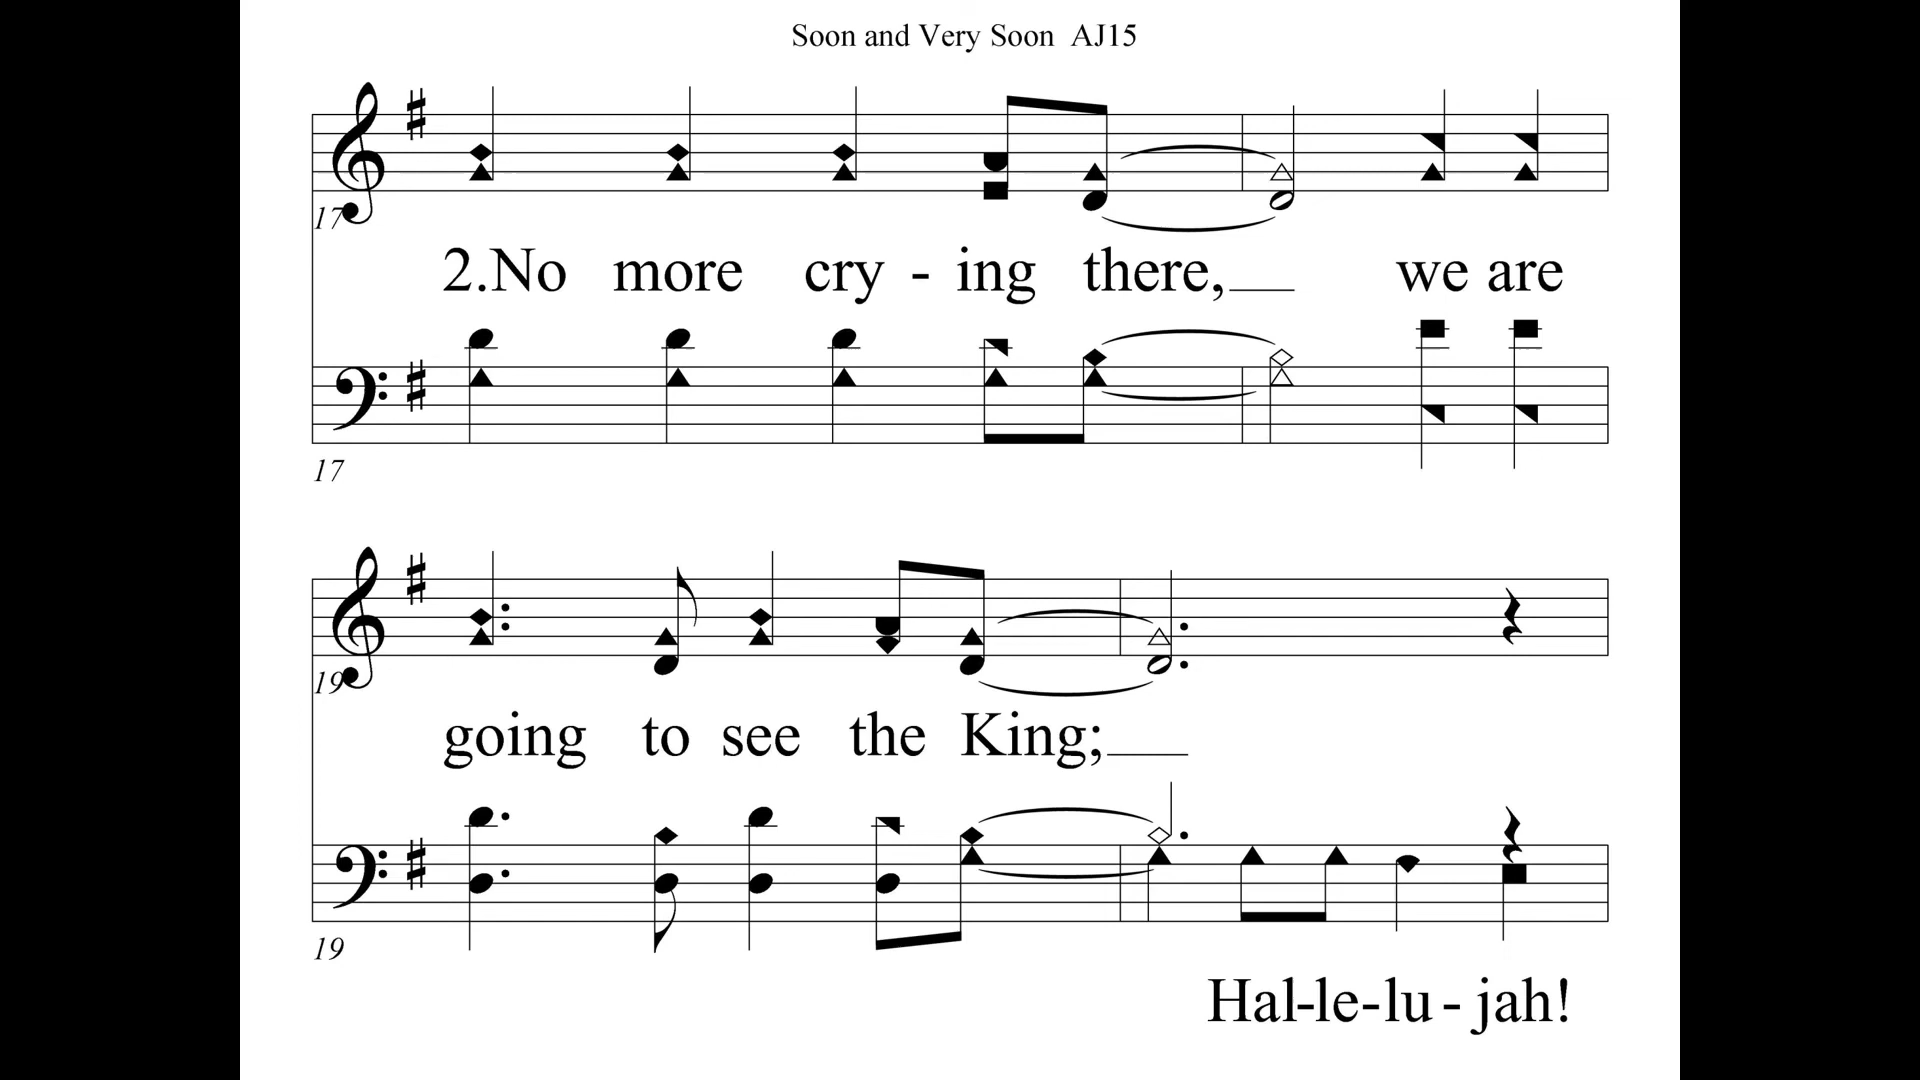 Soon and Very Soon AJ15
17
2.No more cry - ing there, we are
17
19
going to see the King;
19
Hal-le-lu - jah!